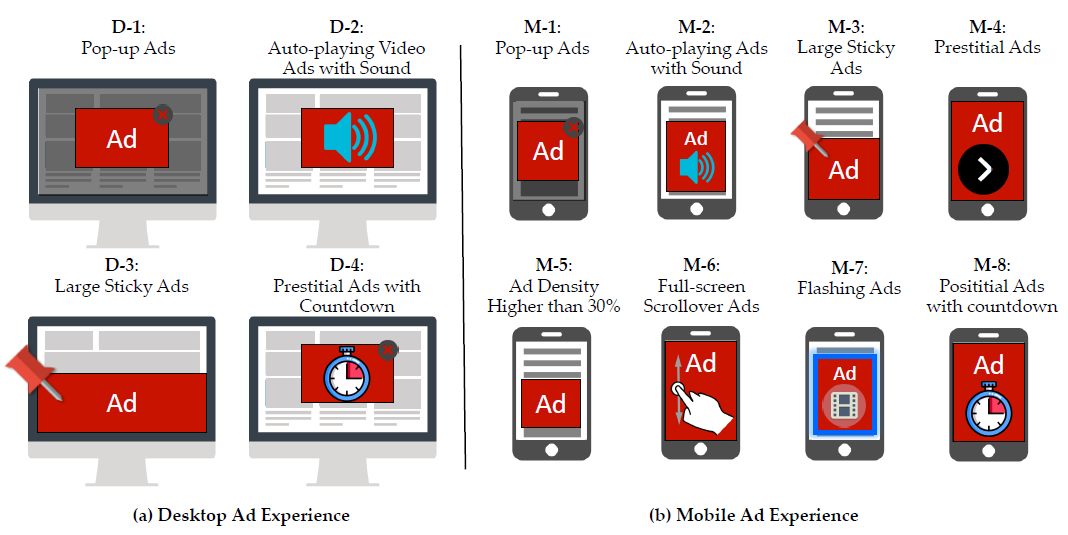 D-1:
Pop-up Ads
D-2:
Auto-playing Video
Ads with Sound
M-1:
Pop-up Ads
M-2:
Auto-playing Ads
with Sound
M-3:
Large Sticky
Ads
M-4:
Prestitial Ads
Ad
Ad
Ad
Ad
Ad
D-3:
Large Sticky Ads
D-4:
Prestitial Ads with
Countdown
M-5:
Ad Density
Higher than 30%
M-6:
Full-screen
Scrollover Ads
M-7:
Flashing Ads
M-8:
Posititial Ads
with countdown
Ad
Ad
Ad
Ad
Ad
(a) Desktop Ad Experience
(b) Mobile Ad Experience